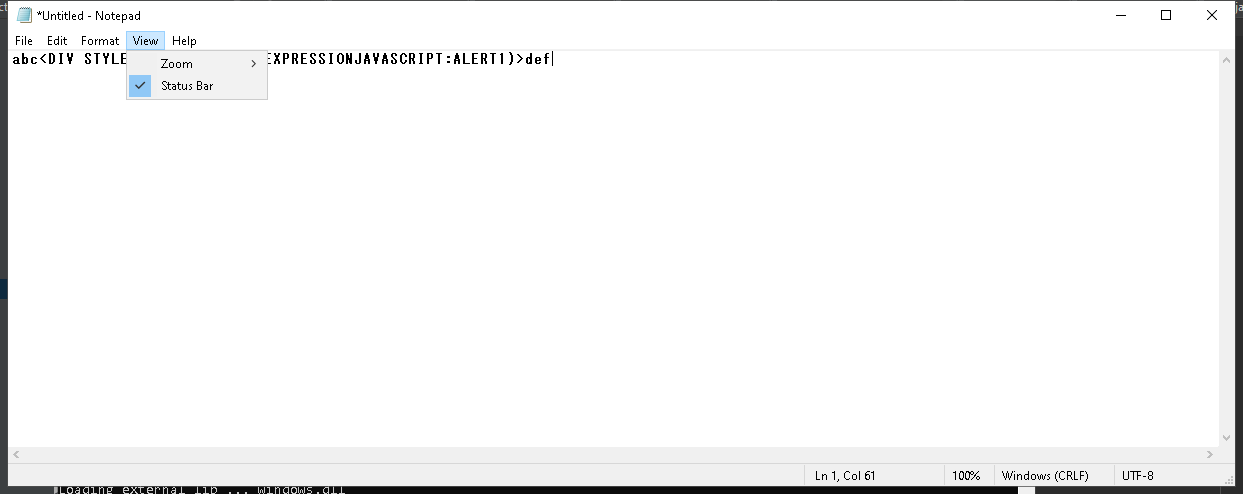 *Untitled - Notepad
File Edit Format View Help
abc<DIV STYLE EXPRESSIONJAVASCRIPT:ALERT1)>def
Zoom
Status Bar
Ln 1, Col 61 100% Windows (CRLF) UTF-8
Loading external lib ... windows.dll